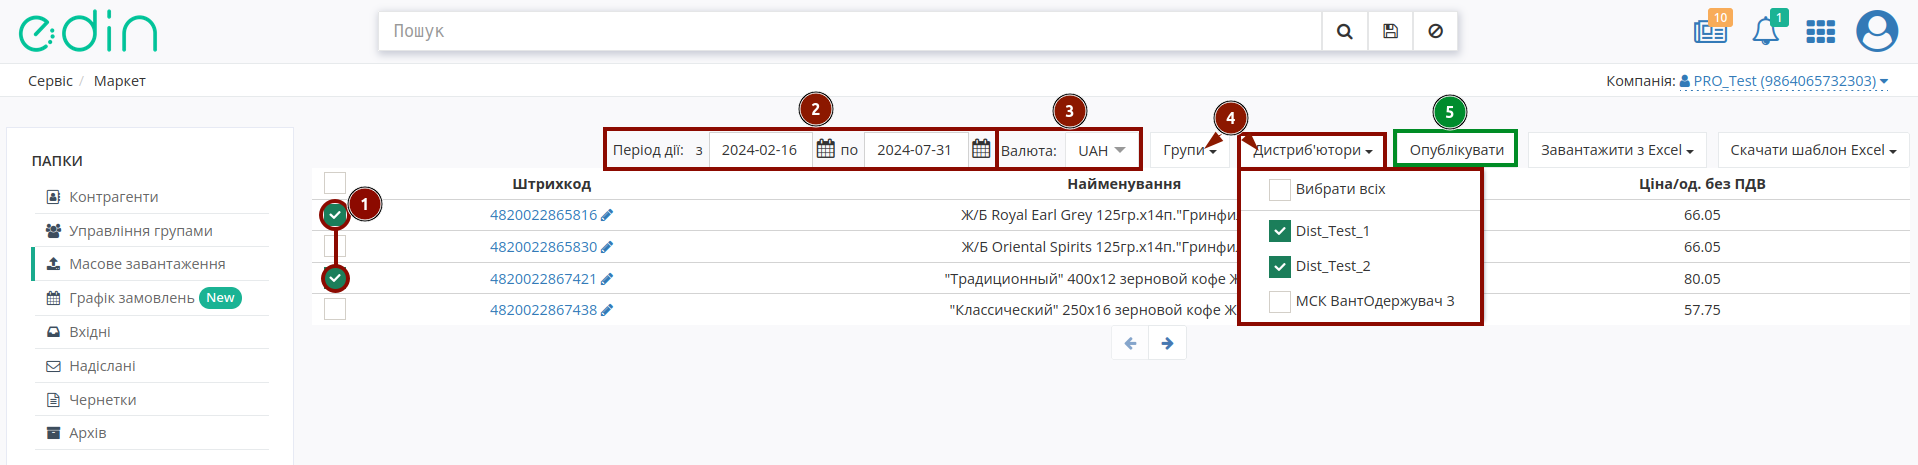 edin
Пошук
10
1
Сервіс / Маркет
Компанія: PRO_Test (9864065732303)
2
3
4
5
ПАПКИ
Контрагенти
Управління групами
Масове завантаження
Графік замовлень New
Вхідні
Надіслані
Чернетки
Архів
Період дії: з 2024-02-16 по 2024-07-31 Валюта: UAH Групи Дистриб'ютори Опублікувати Завантажити з Excel Скачати шаблон Excel
Штрихкод Найменування Ціна/од. без ПДВ
1
4820022865816 Ж/Б Royal Earl Grey 125гр.х14п."Гринфи 66.05
4820022865830 Ж/Б Oriental Spirits 125гр.х14п."Гринфи 66.05
4820022867421 "Традиционный" 400х12 зерновой кофе Ж 80.05
4820022867438 "Классический" 250х16 зерновой кофе Ж 57.75
Вибрати всіх
Dist_Test_1
Dist_Test_2
МСК ВантОдержувач 3